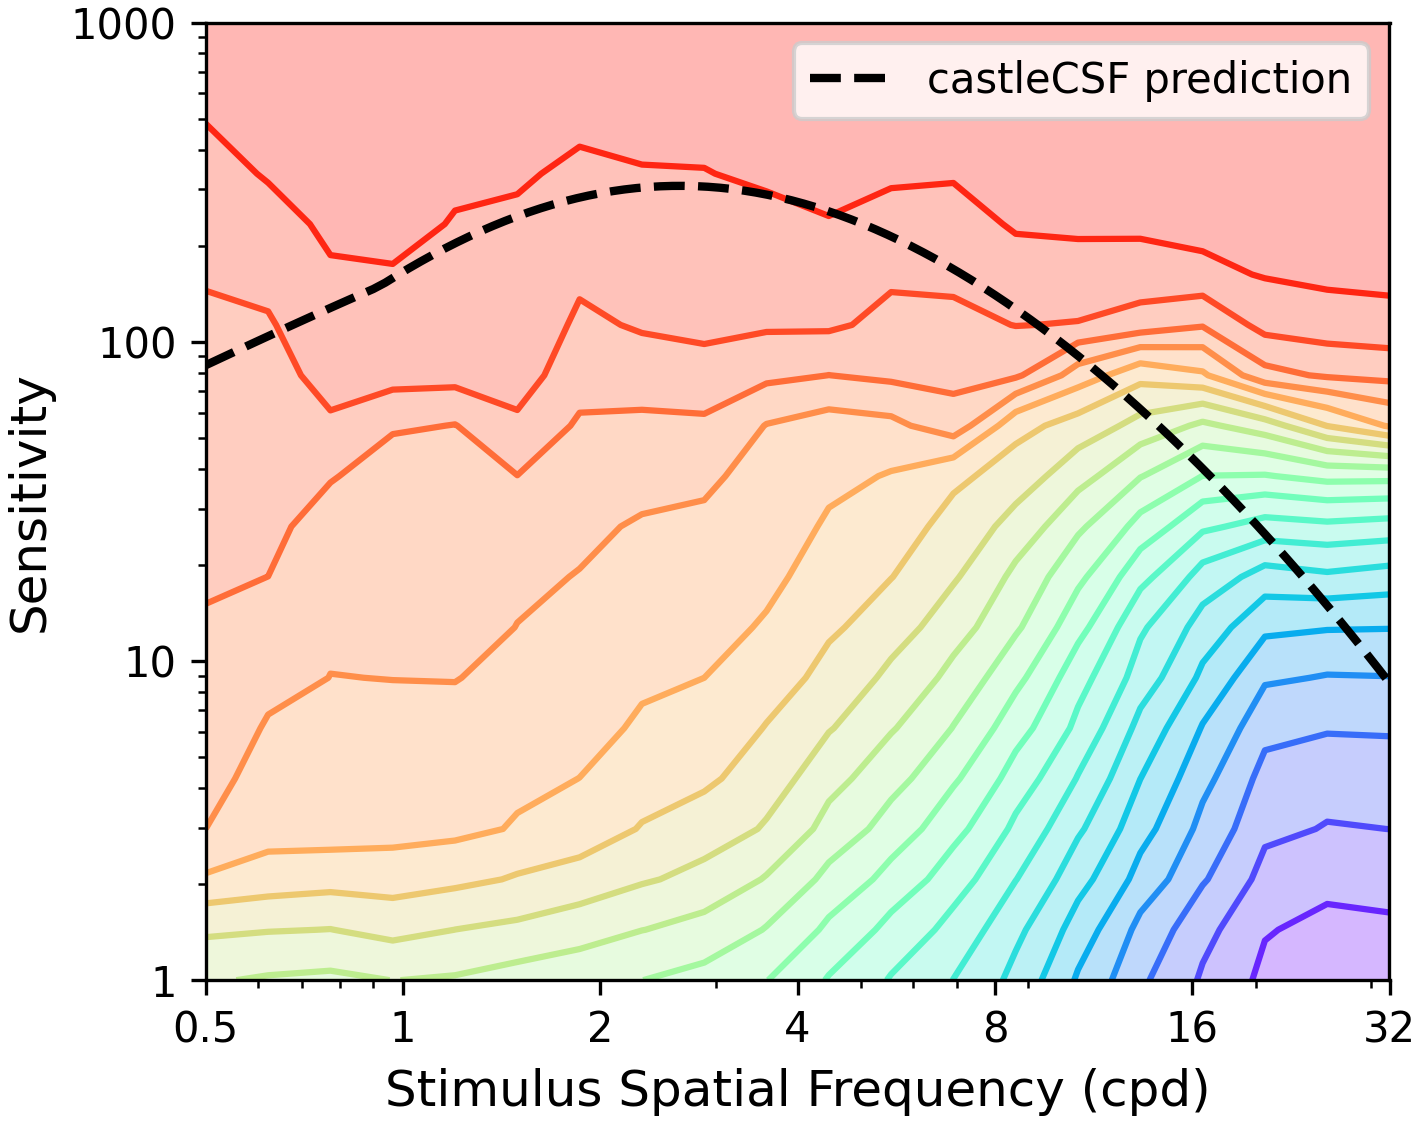 1000
castleCSF prediction
100
Sensitivity
10
1
0.5 1 2 4 8 16 32
Stimulus Spatial Frequency (cpd)